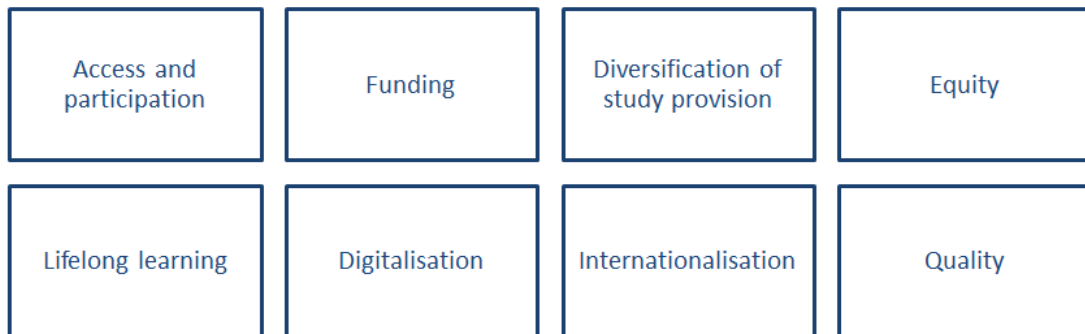 Access and
participation
Funding
Diversification of
study provision
Equity
Lifelong learning
Digitalisation
Internationalisation
Quality